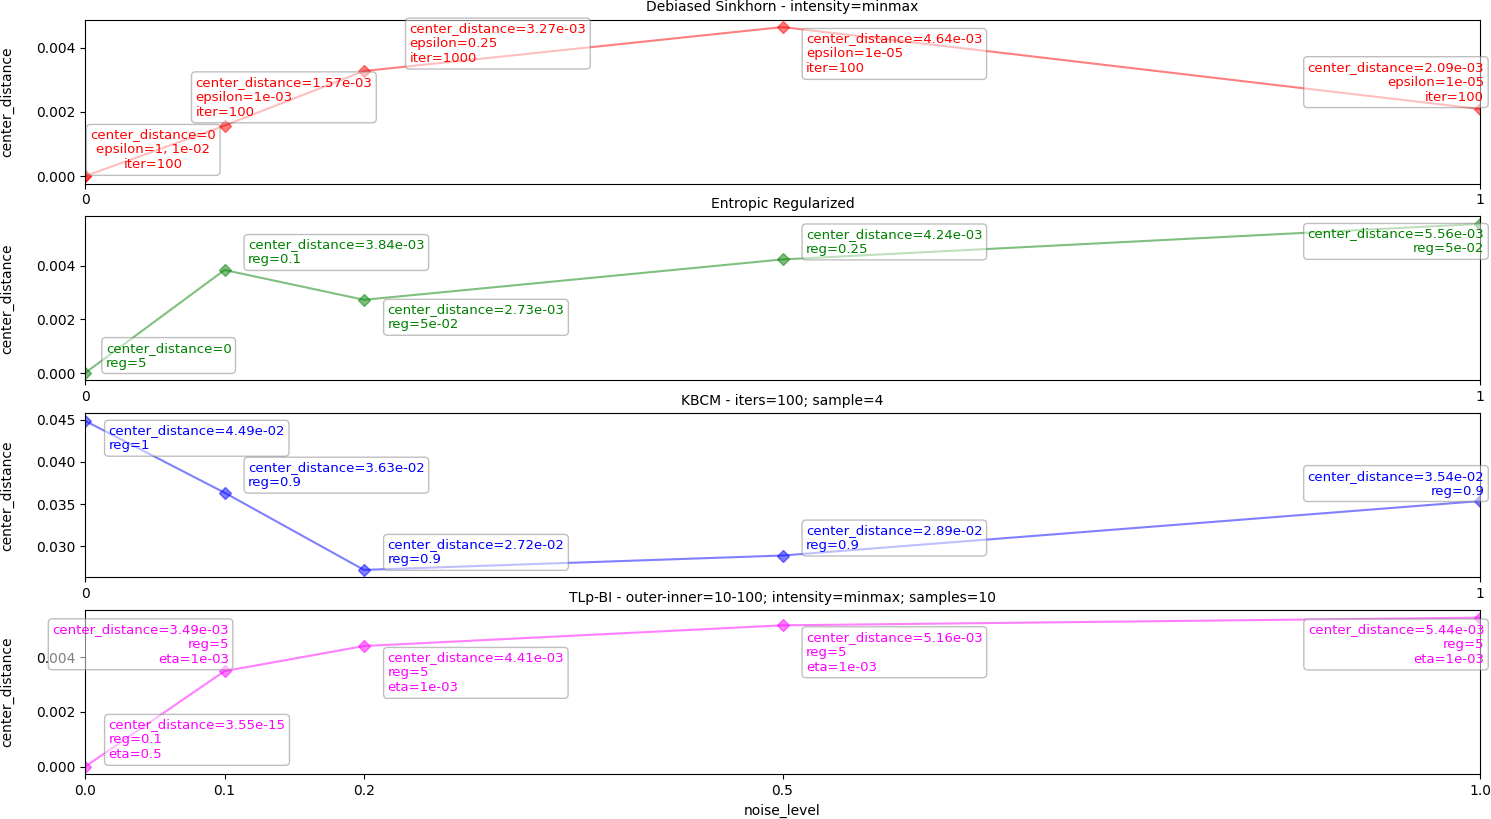 Debiased Sinkhorn - intensity=minmax
center_distance
0.004
0.002
0.000
center_distance=0
epsilon=1, 1e-02
iter=100
center_distance=1.57e-03
epsilon=1e-03
iter=100
center_distance=3.27e-03
epsilon=0.25
iter=1000
center_distance=4.64e-03
epsilon=1e-05
iter=100
center_distance=2.09e-03
epsilon=1e-05
iter=100
0
1
Entropic Regularized
center_distance
0.004
0.002
0.000
center_distance=0
reg=5
center_distance=3.84e-03
reg=0.1
center_distance=2.73e-03
reg=5e-02
center_distance=4.24e-03
reg=0.25
center_distance=5.56e-03
reg=5e-02
0
1
KBCM - iters=100; sample=4
center_distance
0.045
0.040
0.035
0.030
center_distance=4.49e-02
reg=1
center_distance=3.63e-02
reg=0.9
center_distance=2.72e-02
reg=0.9
center_distance=2.89e-02
reg=0.9
center_distance=3.54e-02
reg=0.9
0
1
TLp-BI - outer-inner=10-100; intensity=minmax; samples=10
center_distance
0.004
0.002
0.000
center_distance=3.55e-15
reg=0.1
eta=0.5
center_distance=3.49e-03
reg=5
eta=1e-03
center_distance=4.41e-03
reg=5
eta=1e-03
center_distance=5.16e-03
reg=5
eta=1e-03
center_distance=5.44e-03
reg=5
eta=1e-03
0.0
0.1
0.2
0.5
1.0
noise_level